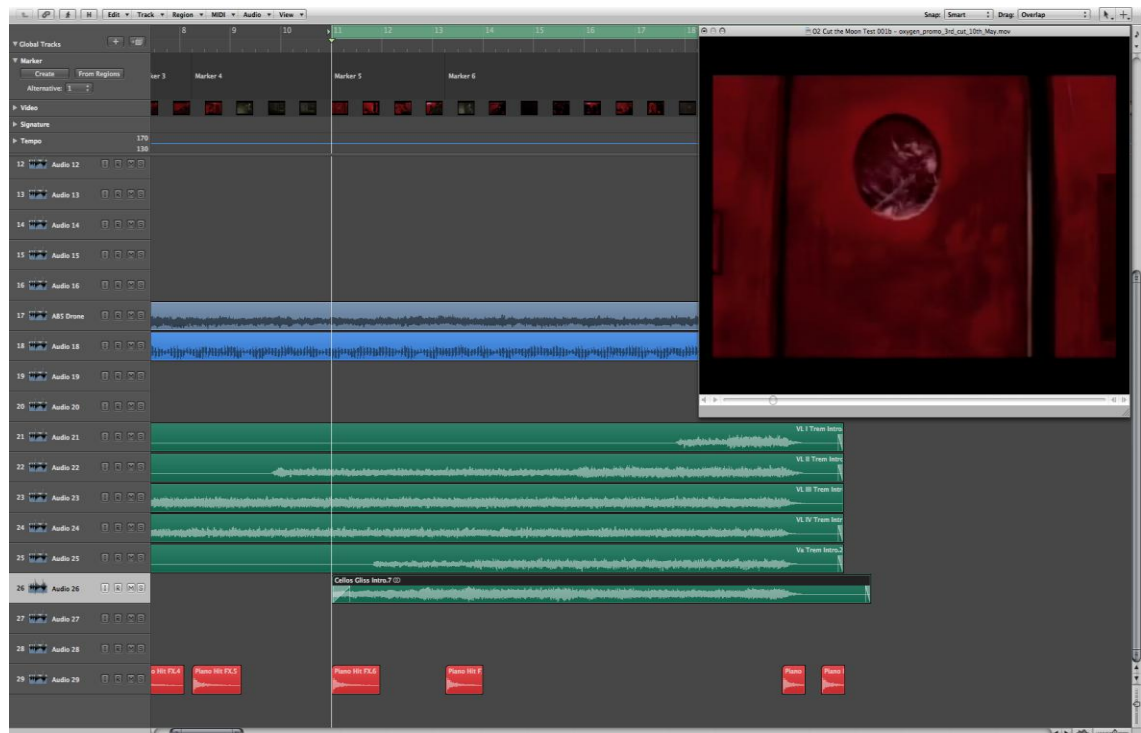 H Edit Track Region MIDI Audio View Snap: Smart Drag: Overlap
8 9 10 11 12 13 14 15 16 17 18
O2 Cut the Moon Test 001b – oxygen_promo_3rd_cut_10th_May.mov
Global Tracks
Marker
Create From Regions
Alternative: 1
ker 3 Marker 4 Marker 5 Marker 6
Video
Signature
Tempo 170
130
12 Audio 12 I R M S
13 Audio 13 I R M S
14 Audio 14 I R M S
15 Audio 15 I R M S
16 Audio 16 I R M S
17 ABS Drone I R M S
18 Audio 18 I R M S
19 Audio 19 I R M S
20 Audio 20 I R M S
21 Audio 21 I R M S VL I Trem Intro
22 Audio 22 I R M S VL II Trem Intro
23 Audio 23 I R M S VL III Trem Intr
24 Audio 24 I R M S VL IV Trem Intr
25 Audio 25 I R M S Va Trem Intro.2
26 Audio 26 I R M S Cellos Gliss Intro.7
27 Audio 27 I R M S
28 Audio 28 I R M S
29 Audio 29 I R M S o Hit FX.4 Piano Hit FX.5 Piano Hit FX.6 Piano Hit F Piano Piano